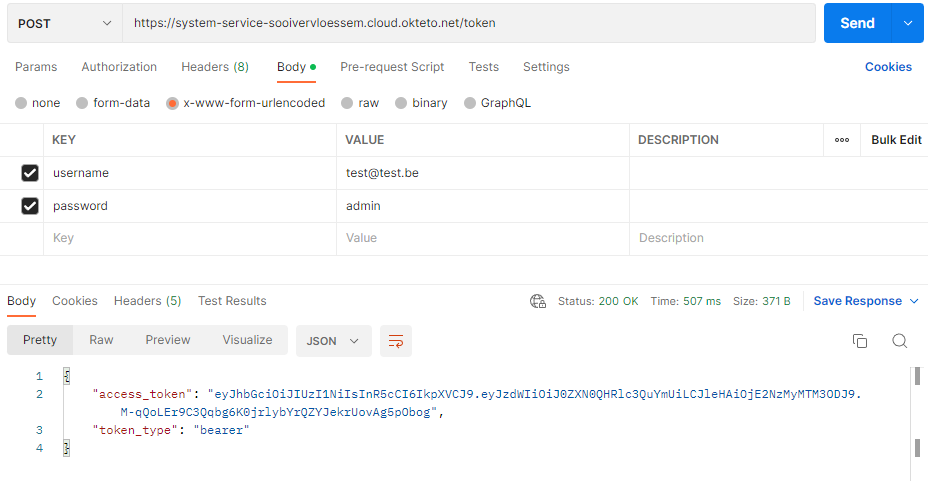 POST https://system-service-sooivervloessem.cloud.okteto.net/token Send
Params Authorization Headers (8) Body Pre-request Script Tests Settings Cookies
none form-data x-www-form-urlencoded raw binary GraphQL
KEY VALUE DESCRIPTION ooo Bulk Edit
username test@test.be
password admin
Key Value Description
Body Cookies Headers (5) Test Results Status: 200 OK Time: 507 ms Size: 371 B Save Response
Pretty Raw Preview Visualize JSON
1 {
2 "access_token": "eyJhbGciOiJIUzI1NiIsInR5cCI6IkpXVCJ9.eyJzdWIiOiJ0ZXN0QHRlc3QuYmUiLCJleHAiOjE2NzMyMTM3ODJ9.
M-qQoLEr9C3Qqbg6K0jrlybYrQZYJekrUovAg5pObog",
3 "token_type": "bearer"
4 }